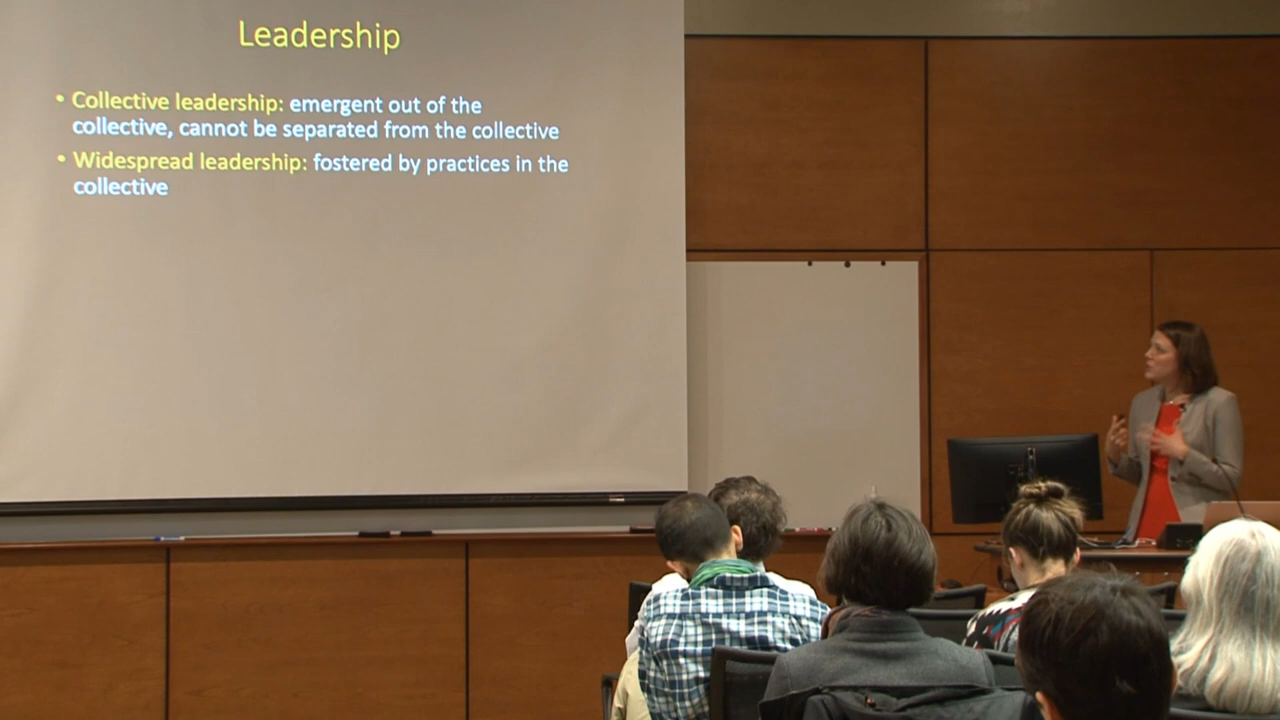 Leadership
• Collective leadership: emergent out of the
collective, cannot be separated from the collective
• Widespread leadership: fostered by practices in the
collective